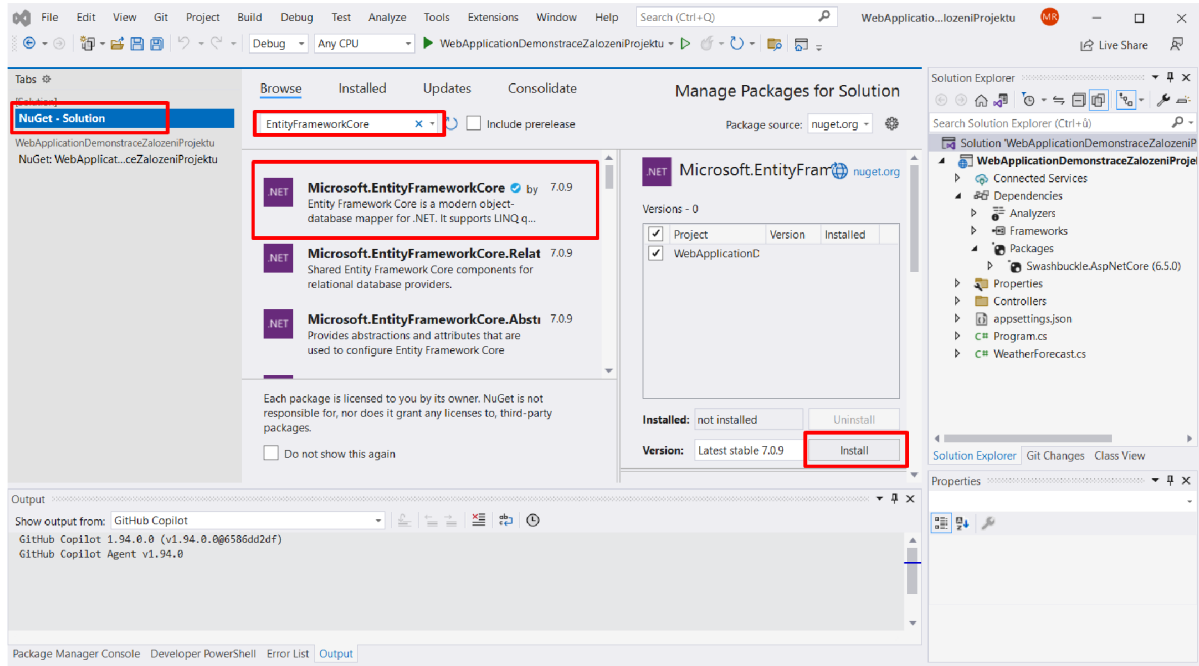 File Edit View Git Project Build Debug Test Analyze Tools Extensions Window Help Search (Ctrl+Q) WebApplicatio...lozeniProjektu MR
Debug Any CPU WebApplicationDemonstraceZalozeniProjektu Live Share
Tabs
[Solution]
NuGet - Solution
WebApplicationDemonstraceZalozeniProjektu
NuGet: WebApplicat...ceZalozeniProjektu
Browse Installed Updates Consolidate
Manage Packages for Solution
EntityFrameworkCore Include prerelease
Package source: nuget.org
.NET
Microsoft.EntityFrameworkCore by 7.0.9
Entity Framework Core is a modern object-
database mapper for .NET. It supports LINQ q...
.NET
Microsoft.EntityFrameworkCore.Relat 7.0.9
Shared Entity Framework Core components for
relational database providers.
.NET
Microsoft.EntityFrameworkCore.Abstr 7.0.9
Provides abstractions and attributes that are
used to configure Entity Framework Core
Each package is licensed to you by its owner. NuGet is not
responsible for, nor does it grant any licenses to, third-party
packages.
Do not show this again
.NET Microsoft.EntityFram nuget.org
Versions - 0
Project Version Installed
WebApplicationD
Installed: not installed Uninstall
Version: Latest stable 7.0.9 Install
Solution Explorer
Search Solution Explorer (Ctrl+ů)
Solution 'WebApplicationDemonstraceZalozeniP
WebApplicationDemonstraceZalozeniProjel
Connected Services
Dependencies
Analyzers
Frameworks
Packages
Swashbuckle.AspNetCore (6.5.0)
Properties
Controllers
appsettings.json
C# Program.cs
C# WeatherForecast.cs
Solution Explorer Git Changes Class View
Properties
Output
Show output from: GitHub Copilot
GitHub Copilot 1.94.0.0 (v1.94.0.0@6586dd2df)
GitHub Copilot Agent v1.94.0
Package Manager Console Developer PowerShell Error List Output